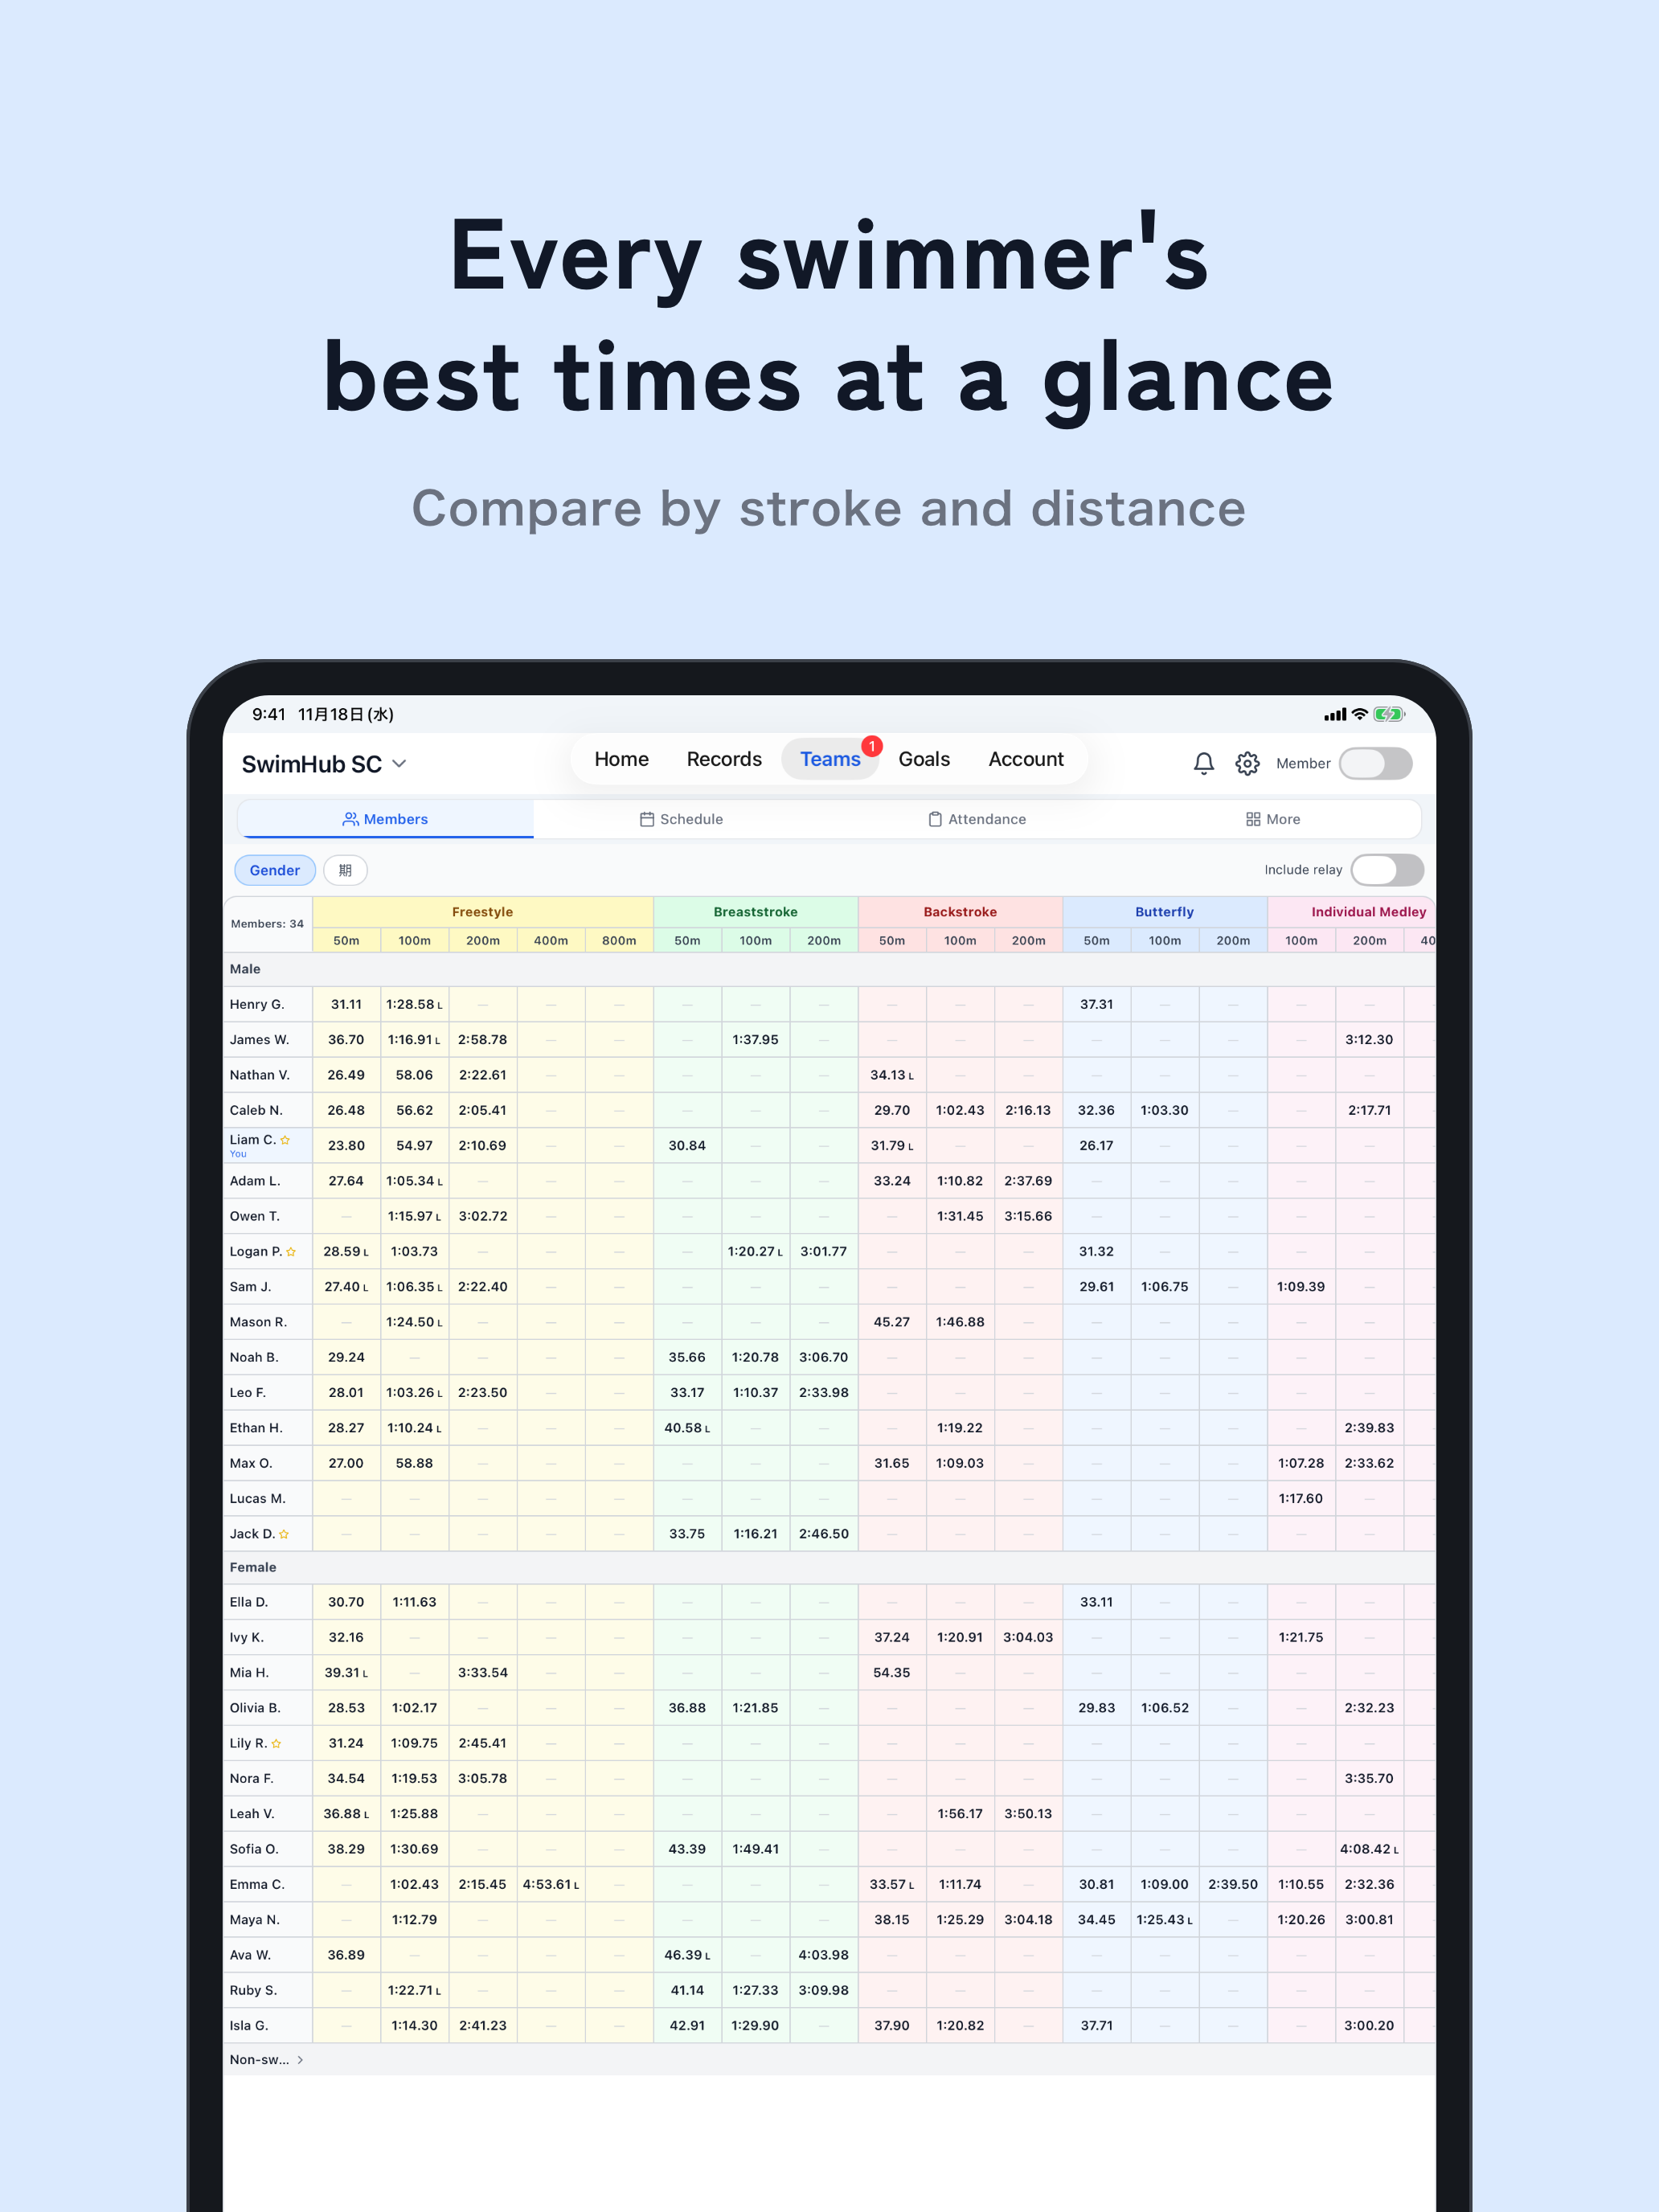 Every swimmer's
best times at a glance
Compare by stroke and distance
9:41 11月18日(水)
SwimHub SC Home Records Teams 1 Goals Account Member
Members Schedule Attendance More
Gender 期 Include relay
Members: 34 Freestyle Breaststroke Backstroke Butterfly Individual Medley
50m 100m 200m 400m 800m 50m 100m 200m 50m 100m 200m 50m 100m 200m 100m 200m 40
Male
Henry G. 31.11 1:28.58 L — — — — — — — — — 37.31 — — — —
James W. 36.70 1:16.91 L 2:58.78 — — — 1:37.95 — — — — — — — — 3:12.30
Nathan V. 26.49 58.06 2:22.61 — — — — — 34.13 L — — — — — — —
Caleb N. 26.48 56.62 2:05.41 — — — — — 29.70 1:02.43 2:16.13 32.36 1:03.30 — — 2:17.71
Liam C. 23.80 54.97 2:10.69 — — 30.84 — — 31.79 L — — 26.17 — — — —
You
Adam L. 27.64 1:05.34 L — — — — — — 33.24 1:10.82 2:37.69 — — — — —
Owen T. — 1:15.97 L 3:02.72 — — — — — — 1:31.45 3:15.66 — — — — —
Logan P. 28.59 L 1:03.73 — — — — 1:20.27 L 3:01.77 — — — 31.32 — — — —
Sam J. 27.40 L 1:06.35 L 2:22.40 — — — — — — — — 29.61 1:06.75 — 1:09.39 —
Mason R. — 1:24.50 L — — — — — — 45.27 1:46.88 — — — — — —
Noah B. 29.24 — — — — 35.66 1:20.78 3:06.70 — — — — — — — —
Leo F. 28.01 1:03.26 L 2:23.50 — — 33.17 1:10.37 2:33.98 — — — — — — — —
Ethan H. 28.27 1:10.24 L — — — 40.58 L — — — 1:19.22 — — — — — 2:39.83
Max O. 27.00 58.88 — — — — — — 31.65 1:09.03 — — — — 1:07.28 2:33.62
Lucas M. — — — — — — — — — — — — — — 1:17.60 —
Jack D. — — — — — 33.75 1:16.21 2:46.50 — — — — — — — —
Female
Ella D. 30.70 1:11.63 — — — — — — — — — 33.11 — — — —
Ivy K. 32.16 — — — — — — — 37.24 1:20.91 3:04.03 — — — 1:21.75 —
Mia H. 39.31 L — 3:33.54 — — — — — 54.35 — — — — — — —
Olivia B. 28.53 1:02.17 — — — 36.88 1:21.85 — — — — 29.83 1:06.52 — — 2:32.23
Lily R. 31.24 1:09.75 2:45.41 — — — — — — — — — — — — —
Nora F. 34.54 1:19.53 3:05.78 — — — — — — — — — — — — 3:35.70
Leah V. 36.88 L 1:25.88 — — — — — — — 1:56.17 3:50.13 — — — — —
Sofia O. 38.29 1:30.69 — — — 43.39 1:49.41 — — — — — — — — 4:08.42 L
Emma C. — 1:02.43 2:15.45 4:53.61 L — — — — 33.57 L 1:11.74 — 30.81 1:09.00 2:39.50 1:10.55 2:32.36
Maya N. — 1:12.79 — — — — — — 38.15 1:25.29 3:04.18 34.45 1:25.43 L — 1:20.26 3:00.81
Ava W. 36.89 — — — — 46.39 L — 4:03.98 — — — — — — — —
Ruby S. — 1:22.71 L — — — 41.14 1:27.33 3:09.98 — — — — — — — —
Isla G. — 1:14.30 2:41.23 — — 42.91 1:29.90 — 37.90 1:20.82 — 37.71 — — — 3:00.20
Non-sw...